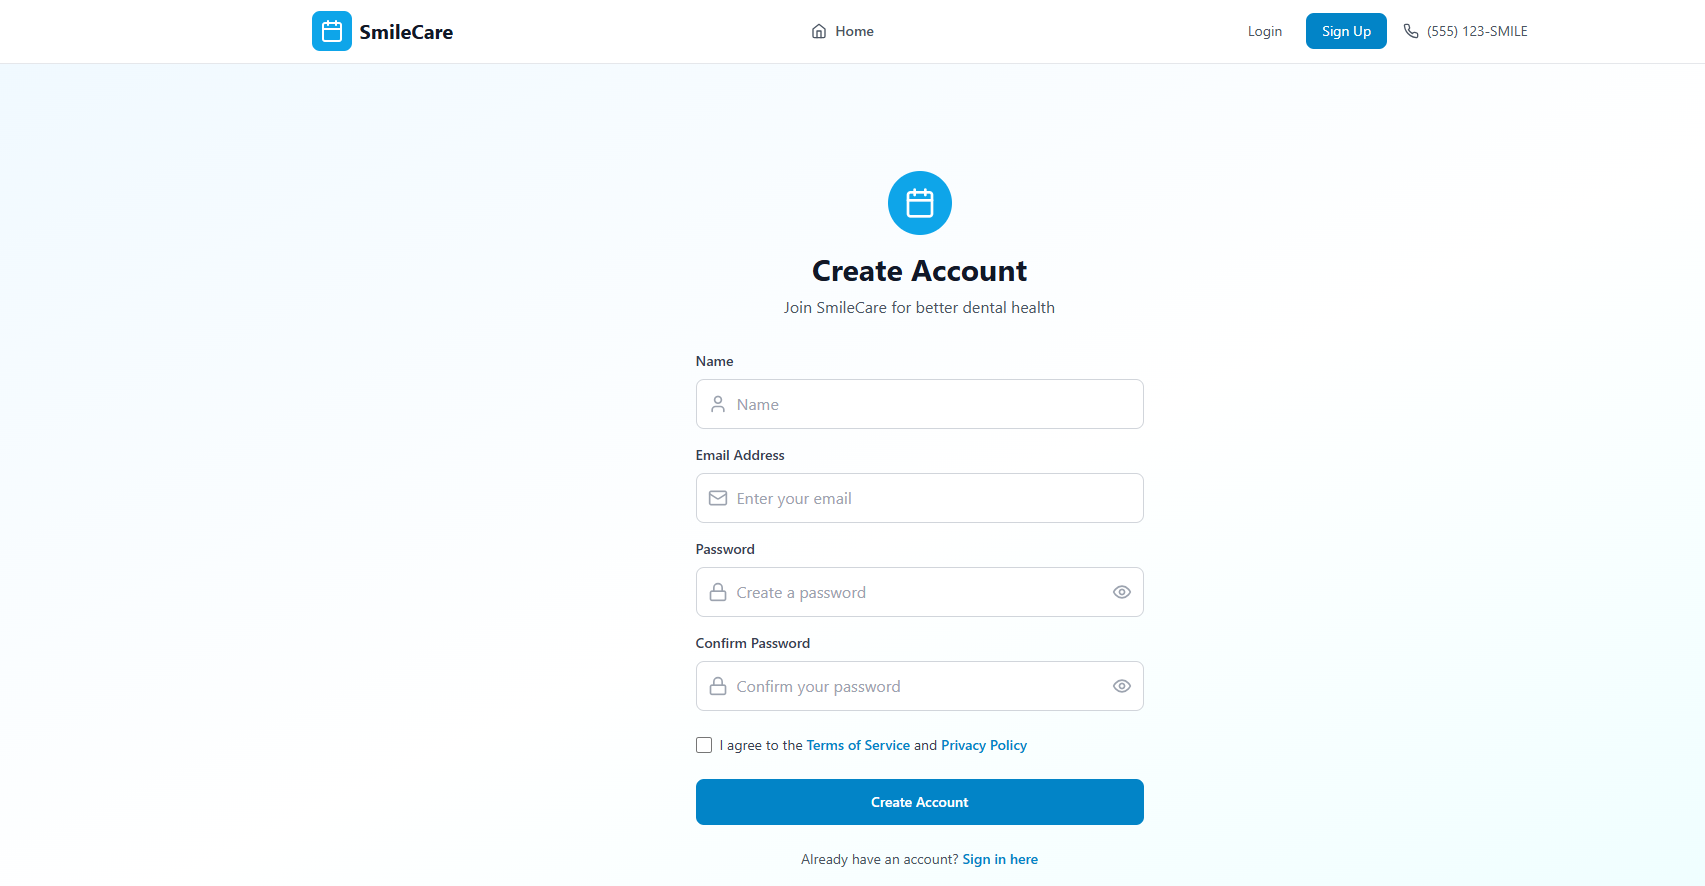 SmileCare
Home
Login
Sign Up
(555) 123-SMILE
Create Account
Join SmileCare for better dental health
Name
Name
Email Address
Enter your email
Password
Create a password
Confirm Password
Confirm your password
I agree to the Terms of Service and Privacy Policy
Create Account
Already have an account? Sign in here